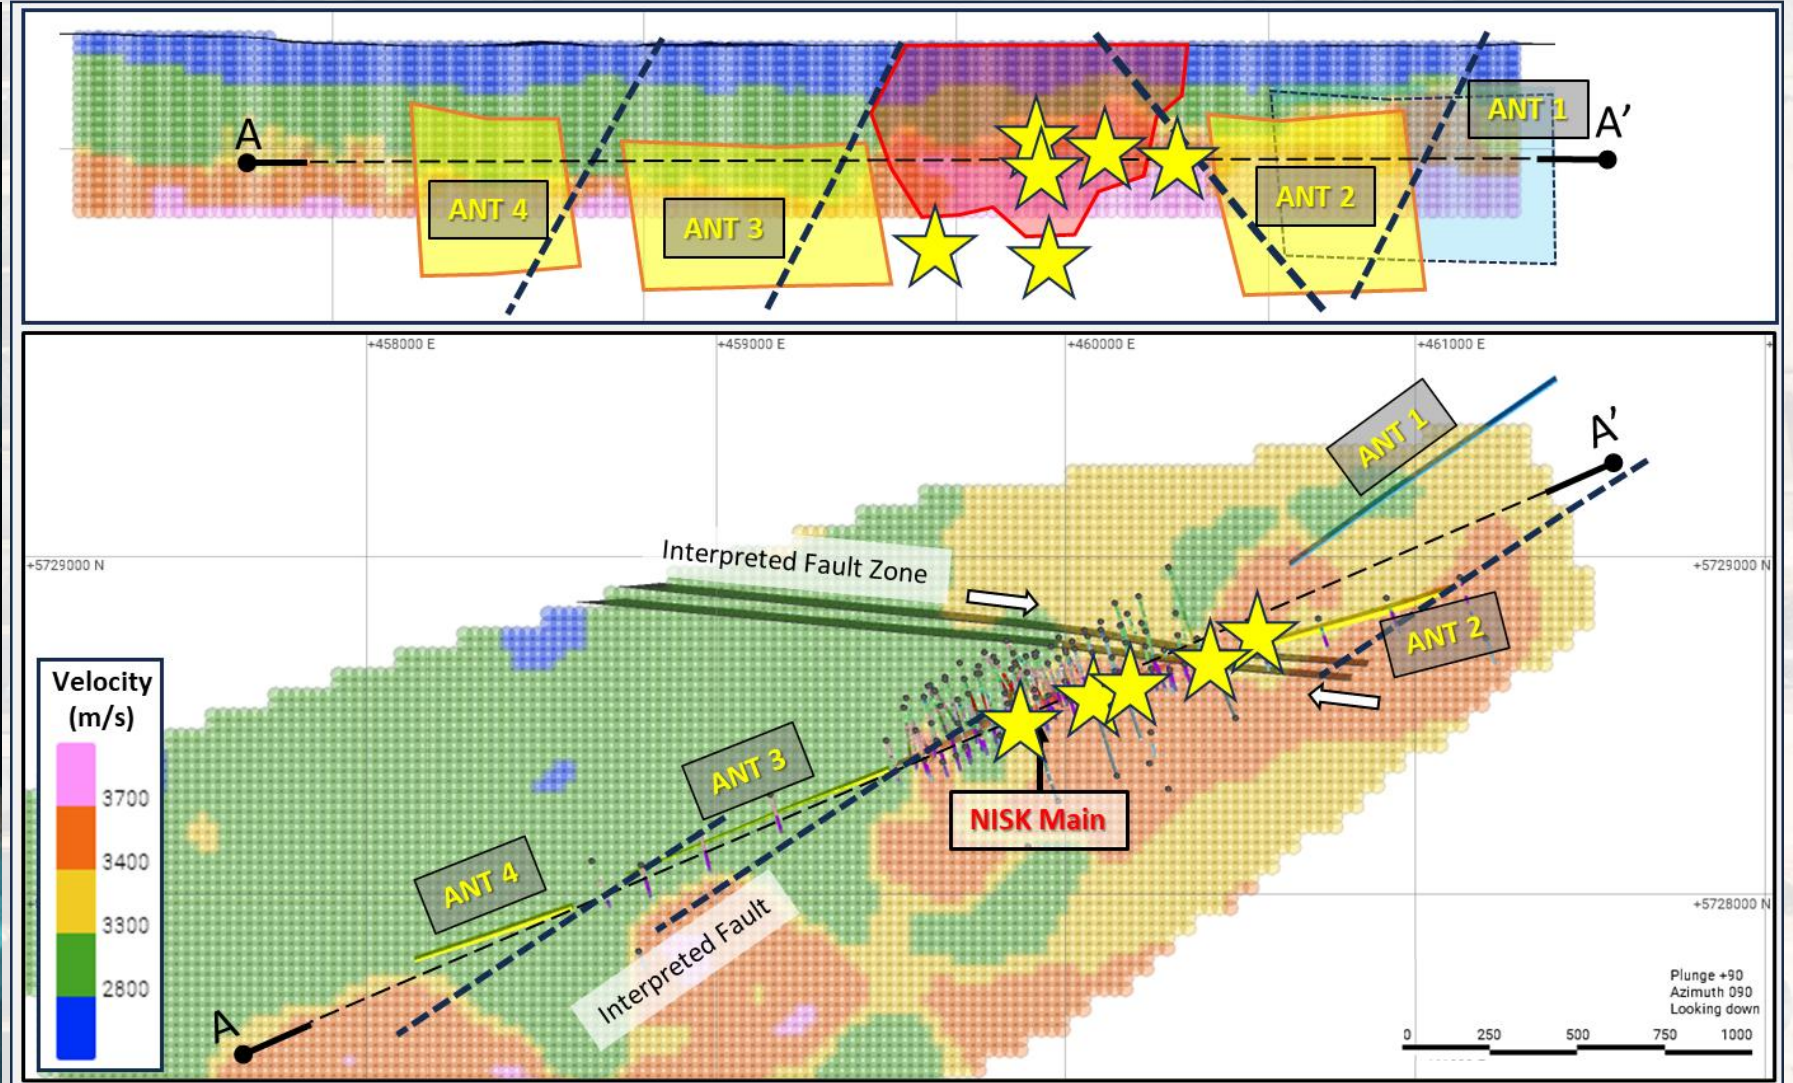 A
ANT 4
ANT 3
ANT 2
ANT 1
A'
+458000 E
+459000 E
+460000 E
+461000 E
+
ANT 1
A'
Interpreted Fault Zone
+5729000 N
+5729000 N
ANT 2
Velocity
(m/s)
3700
3400
3300
2800
ANT 3
NISK Main
ANT 4
Interpreted Fault
+5728000 N
A
Plunge +90
Azimuth 090
Looking down
0 250 500 750 1000